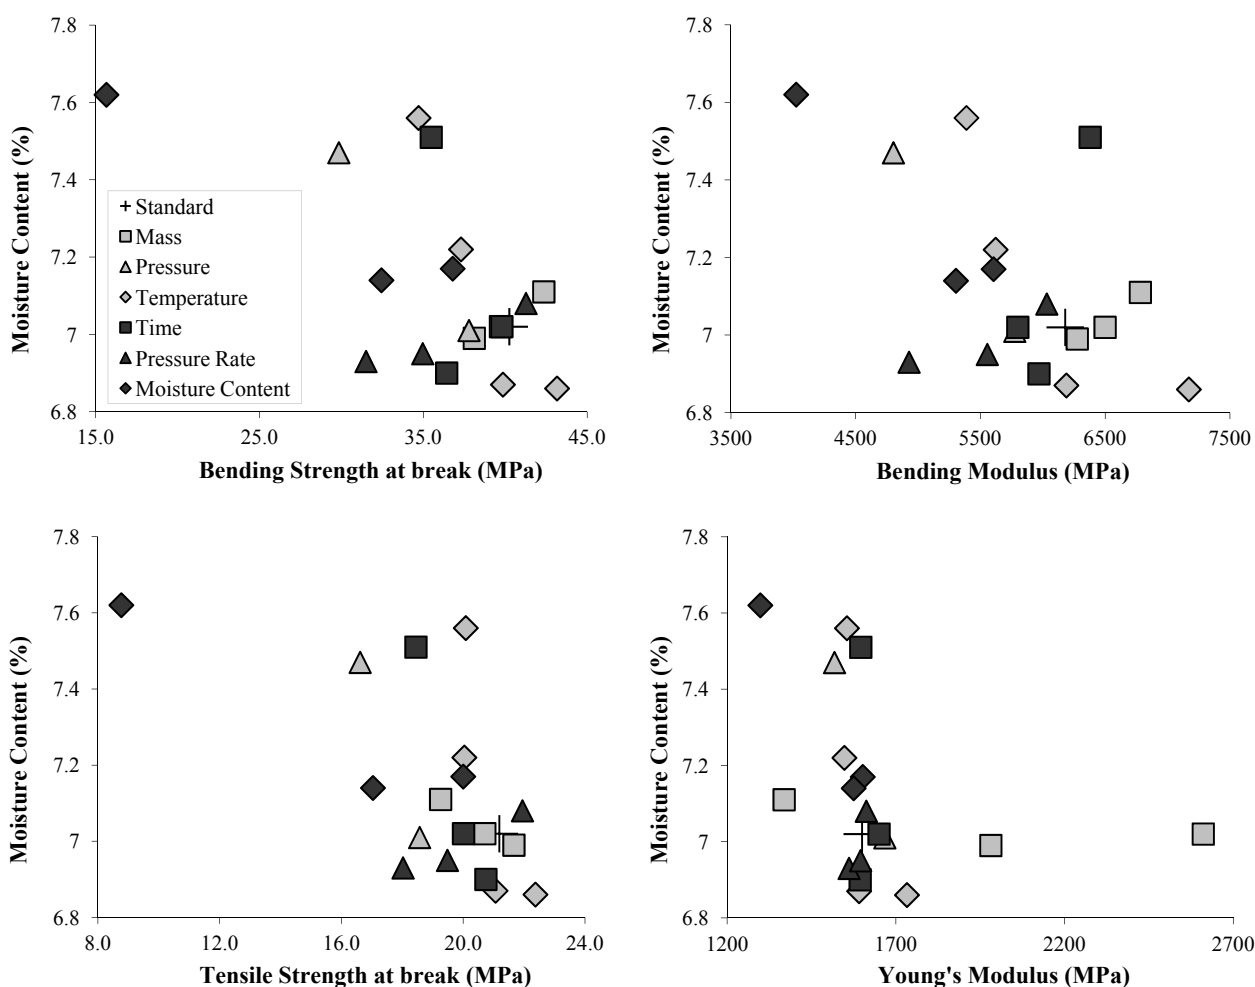 7.8
7.6
7.4
7.2
7
6.8
15.0 25.0 35.0 45.0
Moisture Content (%)
Bending Strength at break (MPa)
Standard
Mass
Pressure
Temperature
Time
Pressure Rate
Moisture Content
7.8
7.6
7.4
7.2
7
6.8
3500 4500 5500 6500 7500
Moisture Content (%)
Bending Modulus (MPa)
7.8
7.6
7.4
7.2
7
6.8
8.0 12.0 16.0 20.0 24.0
Moisture Content (%)
Tensile Strength at break (MPa)
7.8
7.6
7.4
7.2
7
6.8
1200 1700 2200 2700
Moisture Content (%)
Young's Modulus (MPa)